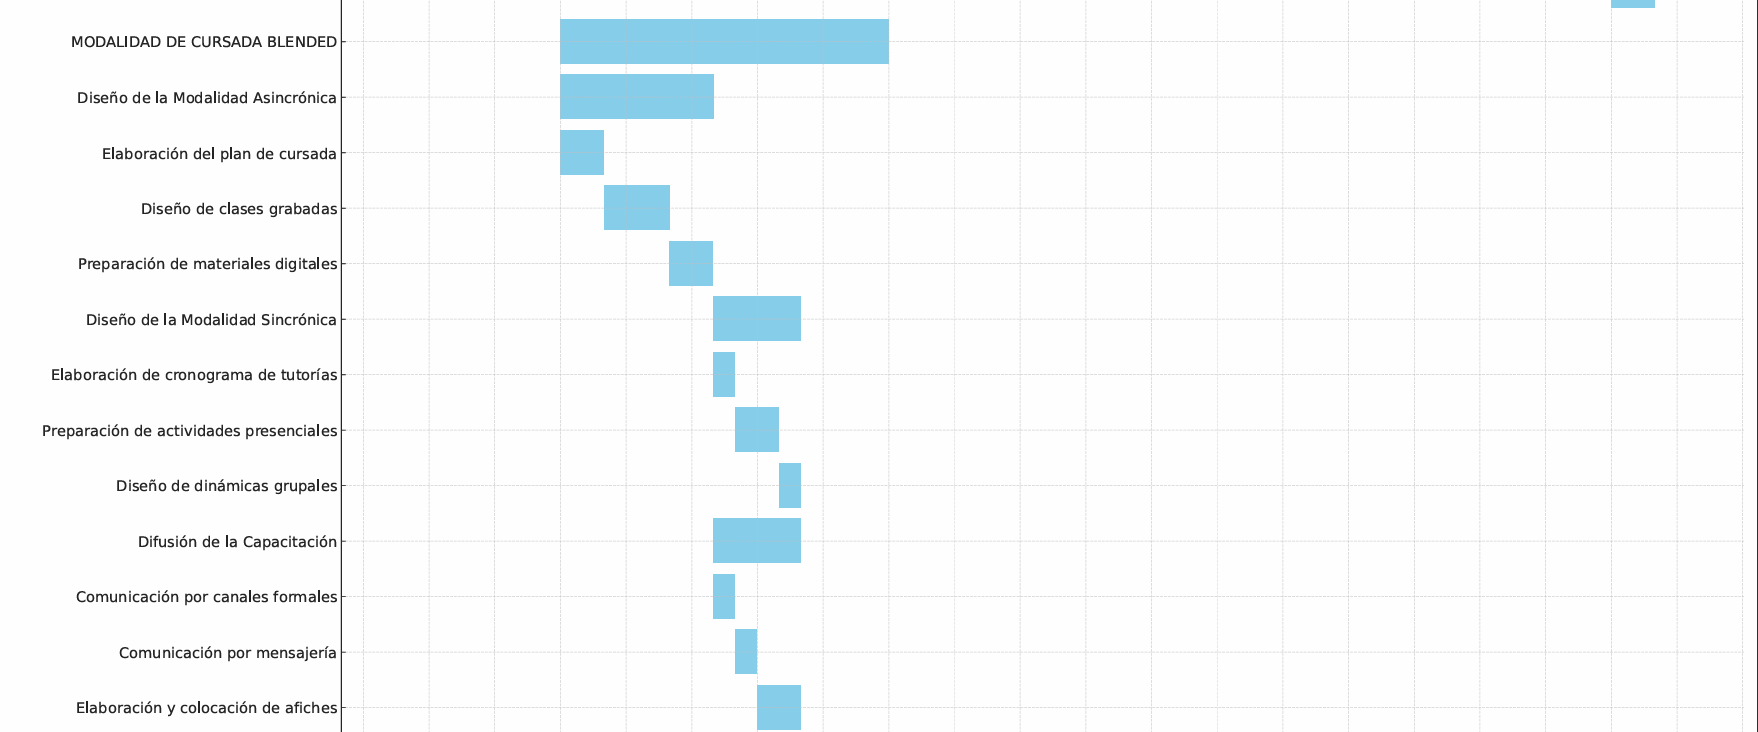 MODALIDAD DE CURSADA BLENDED
Diseño de la Modalidad Asincrónica
Elaboración del plan de cursada
Diseño de clases grabadas
Preparación de materiales digitales
Diseño de la Modalidad Sincrónica
Elaboración de cronograma de tutorías
Preparación de actividades presenciales
Diseño de dinámicas grupales
Difusión de la Capacitación
Comunicación por canales formales
Comunicación por mensajería
Elaboración y colocación de afiches